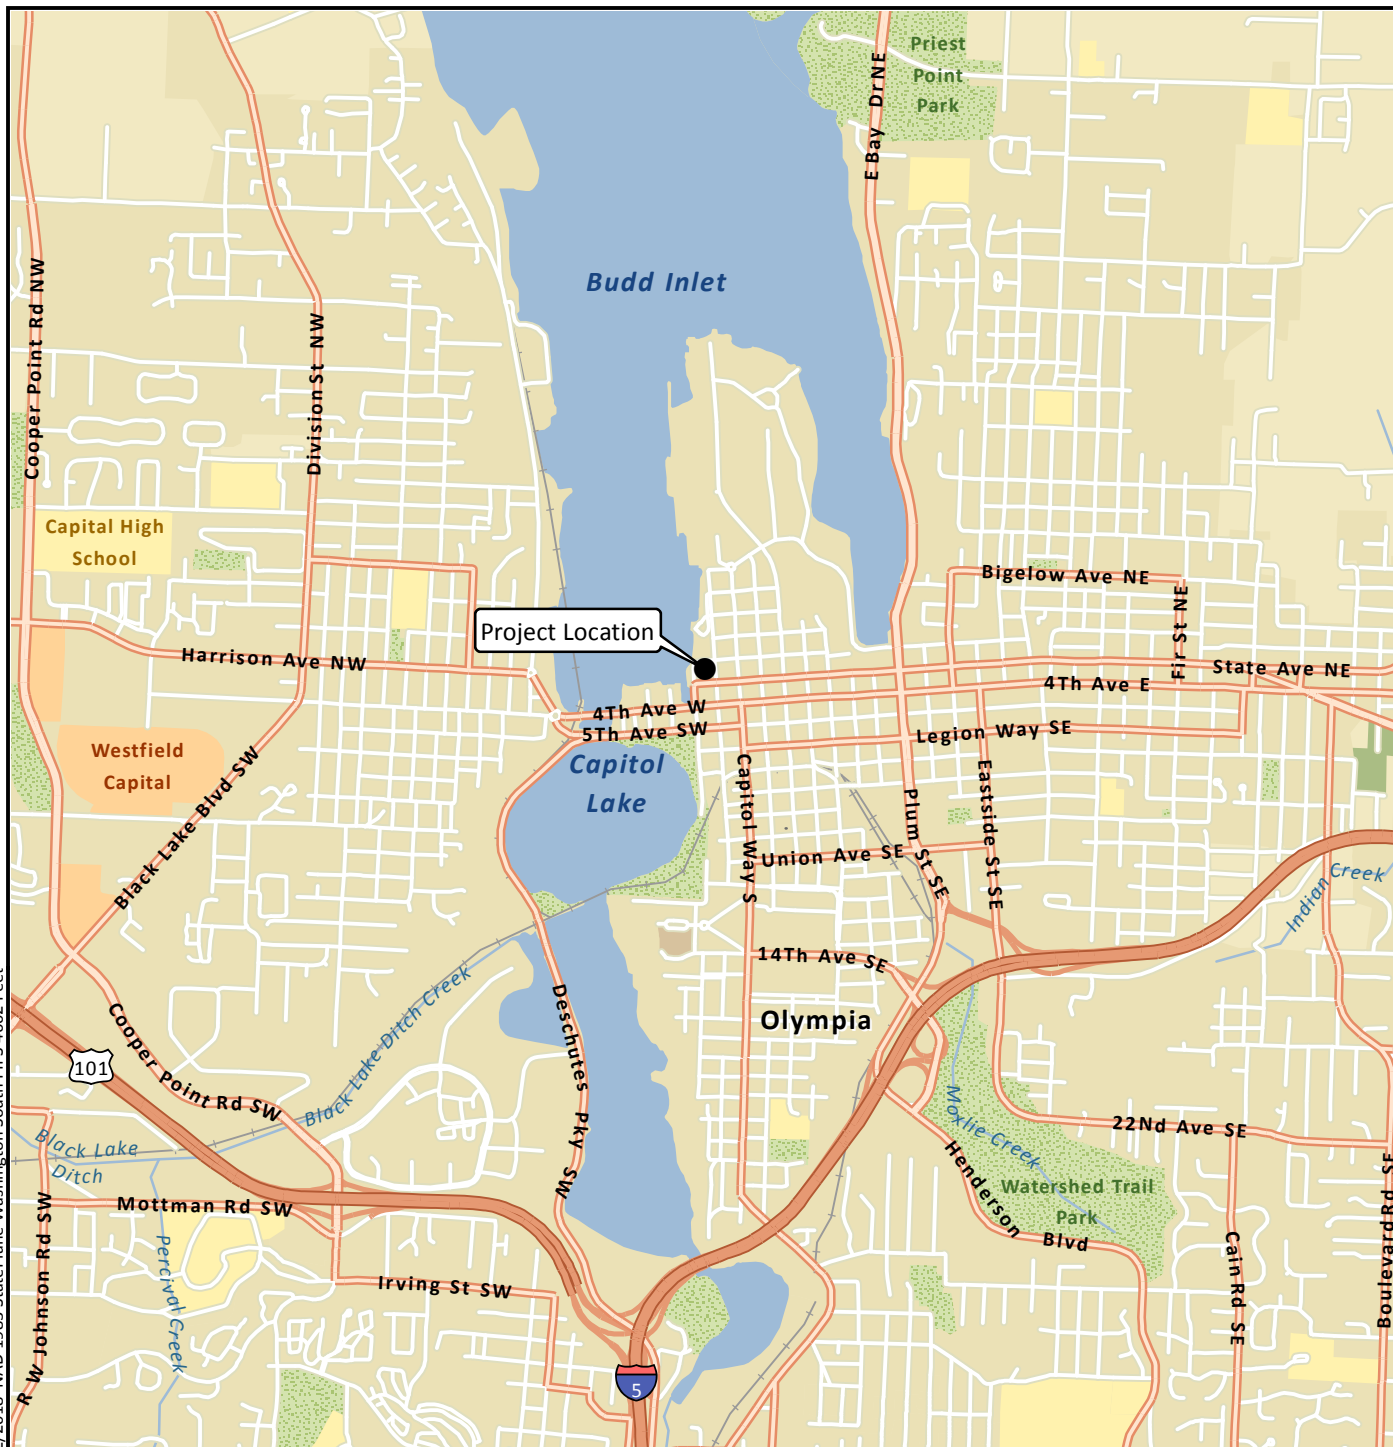 Priest
Point
Park
E Bay Dr NE
Budd Inlet
Cooper Point Rd NW
Division St NW
Capital High
School
Bigelow Ave NE
Fir St NE
Project Location
Harrison Ave NW
State Ave NE
4Th Ave E
4Th Ave W
5Th Ave SW
Legion Way SE
Westfield
Capital
Capitol
Lake
Black Lake Blvd SW
Capitol Way S
Plum St SE
Eastside St SE
Union Ave SE
Indian Creek
14Th Ave SE
Olympia
Deschutes Pky SW
Black Lake Ditch Creek
Cooper Point Rd SW
101
Black Lake
Ditch
Moxlie Creek
22Nd Ave SE
Henderson Blvd
Watershed Trail
Park
Mottman Rd SW
R W Johnson Rd SW
Percival Creek
Irving St SW
Cain Rd SE
Boulevard Rd SE
5